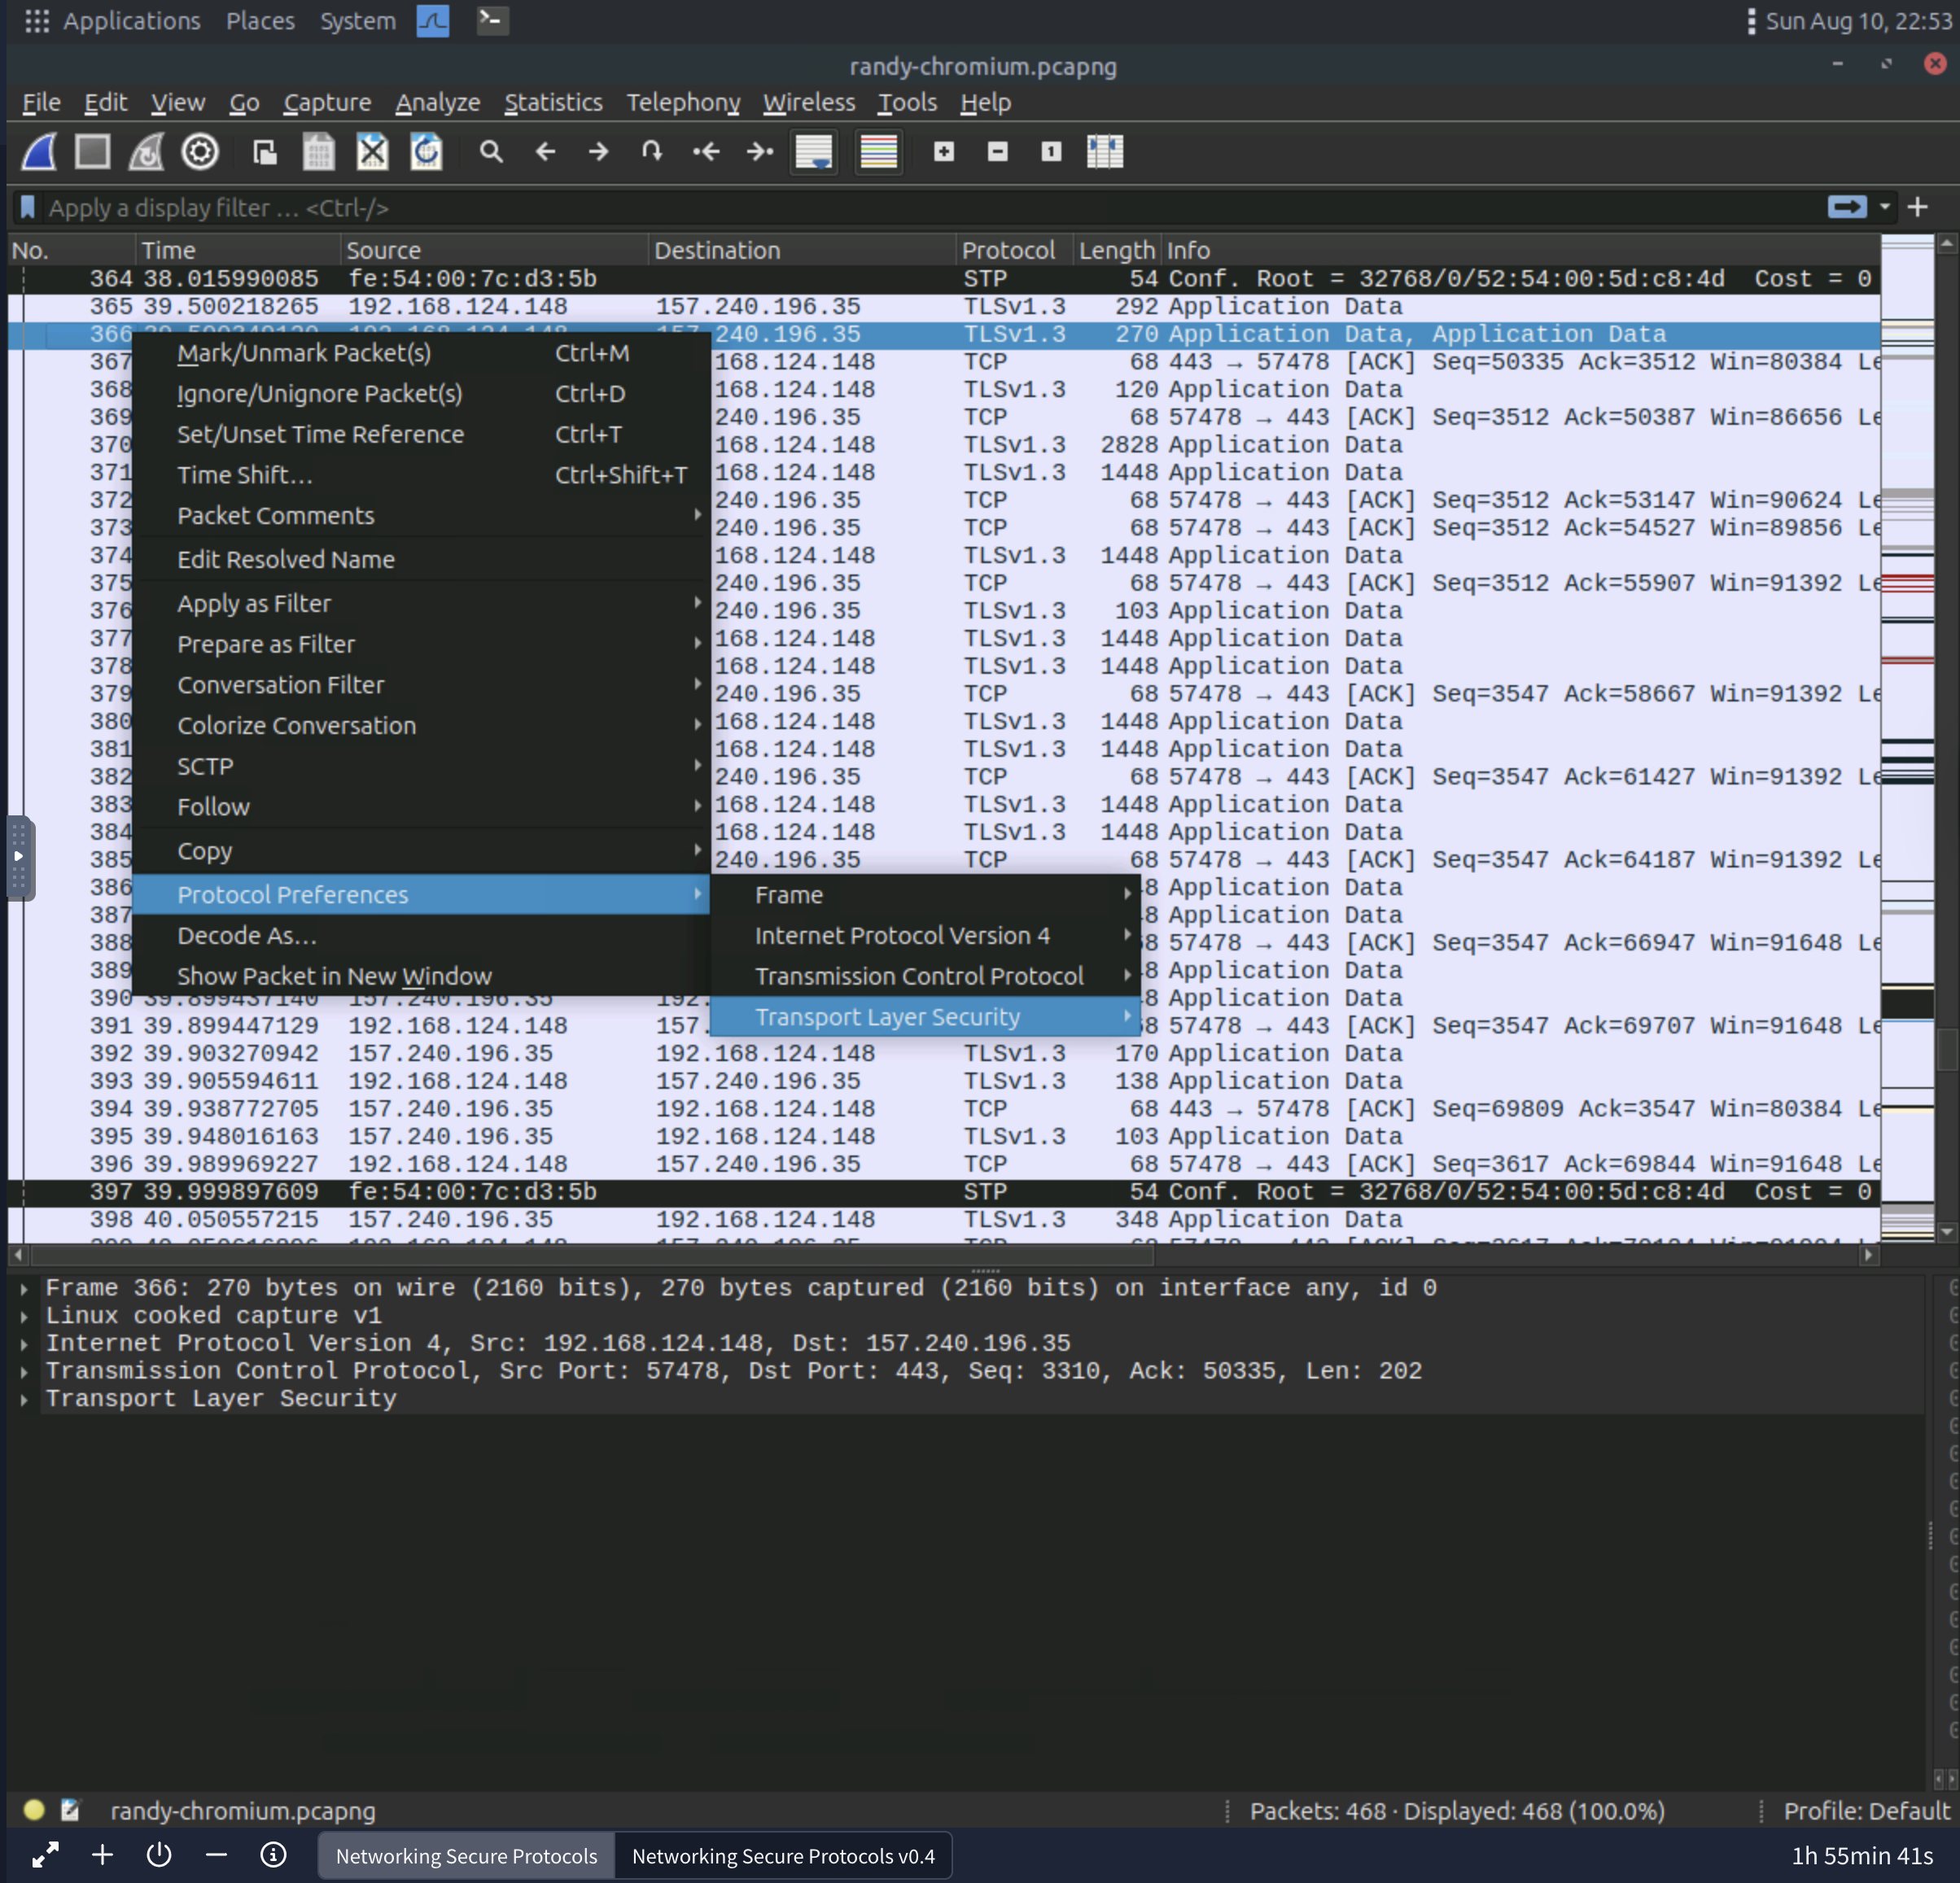 Applications Places System Sun Aug 10, 22:53
randy-chromium.pcapng
File Edit View Go Capture Analyze Statistics Telephony Wireless Tools Help
Apply a display filter … <Ctrl-/>
No. Time Source Destination Protocol Length Info
364 38.015990085 fe:54:00:7c:d3:5b STP 54 Conf. Root = 32768/0/52:54:00:5d:c8:4d Cost = 0
365 39.500218265 192.168.124.148 157.240.196.35 TLSv1.3 292 Application Data
366 240.196.35 TLSv1.3 270 Application Data, Application Data
367 168.124.148 TCP 68 443 → 57478 [ACK] Seq=50335 Ack=3512 Win=80384 Le
368 168.124.148 TLSv1.3 120 Application Data
369 240.196.35 TCP 68 57478 → 443 [ACK] Seq=3512 Ack=50387 Win=86656 Le
370 168.124.148 TLSv1.3 2828 Application Data
371 168.124.148 TLSv1.3 1448 Application Data
372 240.196.35 TCP 68 57478 → 443 [ACK] Seq=3512 Ack=53147 Win=90624 Le
373 240.196.35 TCP 68 57478 → 443 [ACK] Seq=3512 Ack=54527 Win=89856 Le
374 168.124.148 TLSv1.3 1448 Application Data
375 240.196.35 TCP 68 57478 → 443 [ACK] Seq=3512 Ack=55907 Win=91392 Le
376 240.196.35 TLSv1.3 103 Application Data
377 168.124.148 TLSv1.3 1448 Application Data
378 168.124.148 TLSv1.3 1448 Application Data
379 240.196.35 TCP 68 57478 → 443 [ACK] Seq=3547 Ack=58667 Win=91392 Le
380 168.124.148 TLSv1.3 1448 Application Data
381 168.124.148 TLSv1.3 1448 Application Data
382 240.196.35 TCP 68 57478 → 443 [ACK] Seq=3547 Ack=61427 Win=91392 Le
383 168.124.148 TLSv1.3 1448 Application Data
384 168.124.148 TLSv1.3 1448 Application Data
385 240.196.35 TCP 68 57478 → 443 [ACK] Seq=3547 Ack=64187 Win=91392 Le
386 8 Application Data
387 8 Application Data
388 68 57478 → 443 [ACK] Seq=3547 Ack=66947 Win=91648 Le
389 8 Application Data
390 39.899437140 157.240.196.35 192. 8 Application Data
391 39.899447129 192.168.124.148 157. 68 57478 → 443 [ACK] Seq=3547 Ack=69707 Win=91648 Le
392 39.903270942 157.240.196.35 192.168.124.148 TLSv1.3 170 Application Data
393 39.905594611 192.168.124.148 157.240.196.35 TLSv1.3 138 Application Data
394 39.938772705 157.240.196.35 192.168.124.148 TCP 68 443 → 57478 [ACK] Seq=69809 Ack=3547 Win=80384 Le
395 39.948016163 157.240.196.35 192.168.124.148 TLSv1.3 103 Application Data
396 39.989969227 192.168.124.148 157.240.196.35 TCP 68 57478 → 443 [ACK] Seq=3617 Ack=69844 Win=91648 Le
397 39.999897609 fe:54:00:7c:d3:5b STP 54 Conf. Root = 32768/0/52:54:00:5d:c8:4d Cost = 0
398 40.050557215 157.240.196.35 192.168.124.148 TLSv1.3 348 Application Data
Mark/Unmark Packet(s) Ctrl+M
Ignore/Unignore Packet(s) Ctrl+D
Set/Unset Time Reference Ctrl+T
Time Shift… Ctrl+Shift+T
Packet Comments
Edit Resolved Name
Apply as Filter
Prepare as Filter
Conversation Filter
Colorize Conversation
SCTP
Follow
Copy
Protocol Preferences
Decode As…
Show Packet in New Window
Frame
Internet Protocol Version 4
Transmission Control Protocol
Transport Layer Security
Frame 366: 270 bytes on wire (2160 bits), 270 bytes captured (2160 bits) on interface any, id 0
Linux cooked capture v1
Internet Protocol Version 4, Src: 192.168.124.148, Dst: 157.240.196.35
Transmission Control Protocol, Src Port: 57478, Dst Port: 443, Seq: 3310, Ack: 50335, Len: 202
Transport Layer Security
randy-chromium.pcapng Packets: 468 · Displayed: 468 (100.0%) Profile: Default
Networking Secure Protocols Networking Secure Protocols v0.4 1h 55min 41s